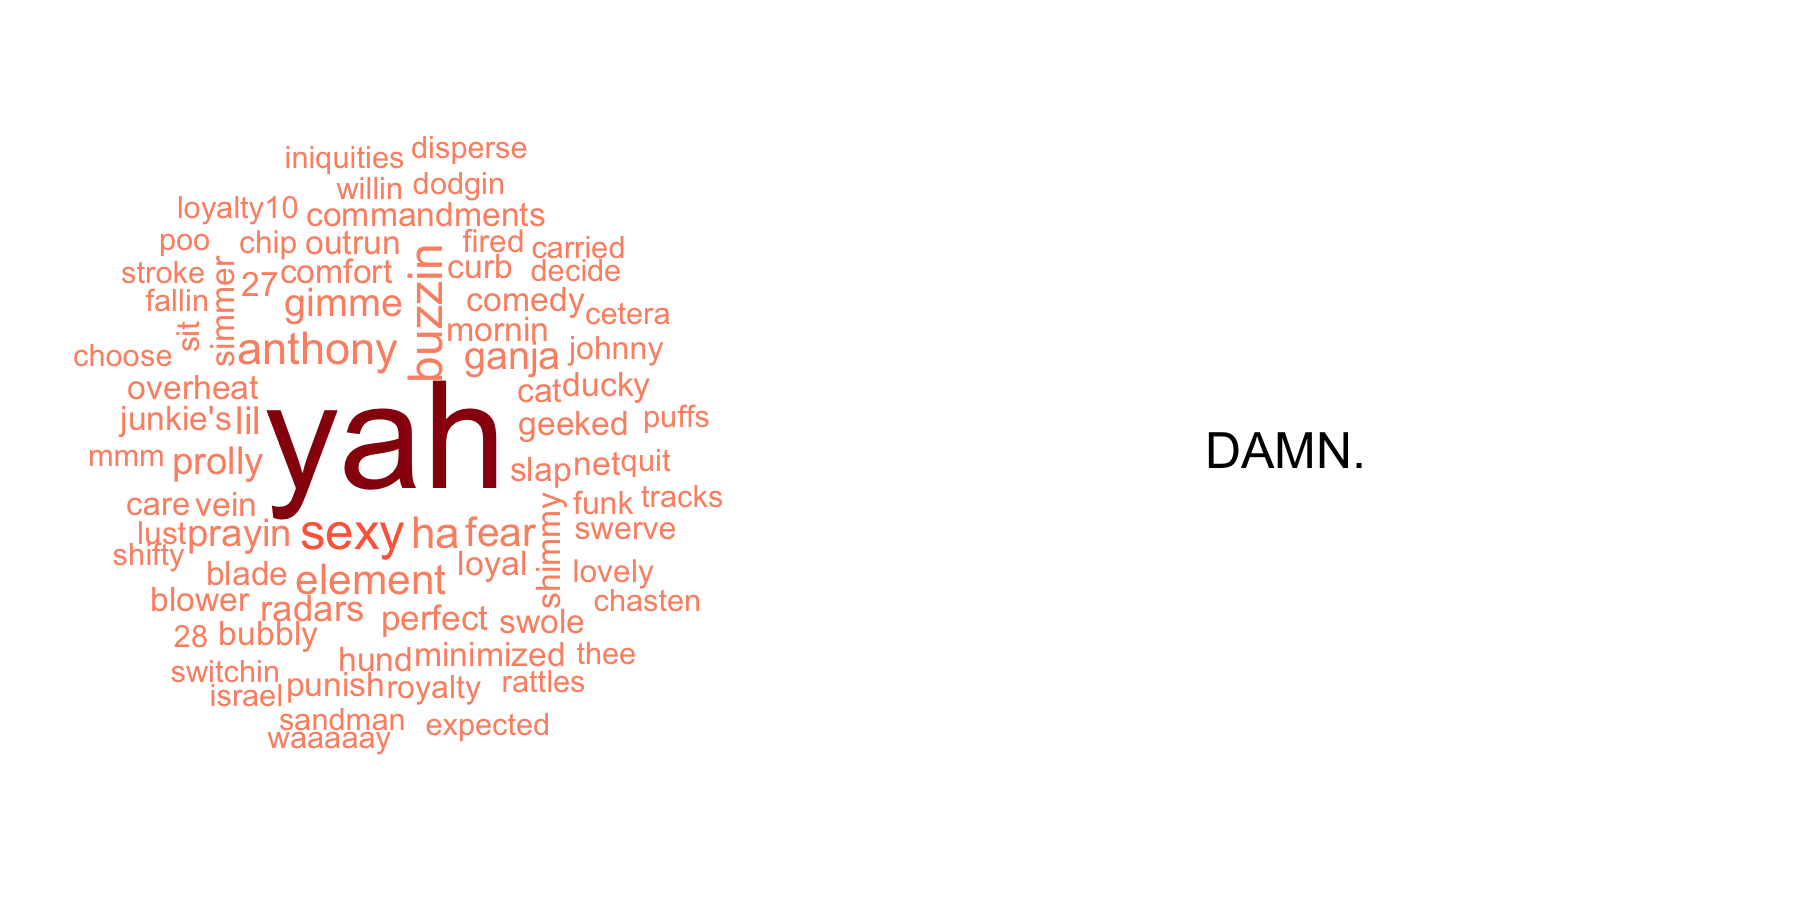 iniquities disperse
willin dodgin
loyalty10 commandments
poo chip outrun buzzin fired carried
stroke simmer 27 comfort curb decide
fallin gimme comedy cetera
sit anthony mornin ganja johnny
choose
overheat cat ducky
junkie's lil yah geeked puffs
mmm prolly slap net quit
care vein shimmy funk tracks
lust prayin sexy ha fear swerve
shifty
blade element loyal lovely
blower radars perfect swole chasten
28 bubbly
hund minimized thee
switchin
israel punish royalty rattles
sandman expected
waaaaay
DAMN.